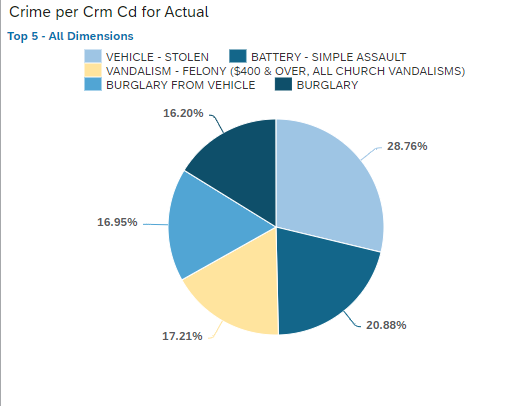 Crime per Crm Cd for Actual
Top 5 - All Dimensions
VEHICLE - STOLEN BATTERY - SIMPLE ASSAULT
VANDALISM - FELONY ($400 & OVER, ALL CHURCH VANDALISMS)
BURGLARY FROM VEHICLE BURGLARY
16.20%
28.76%
16.95%
20.88%
17.21%